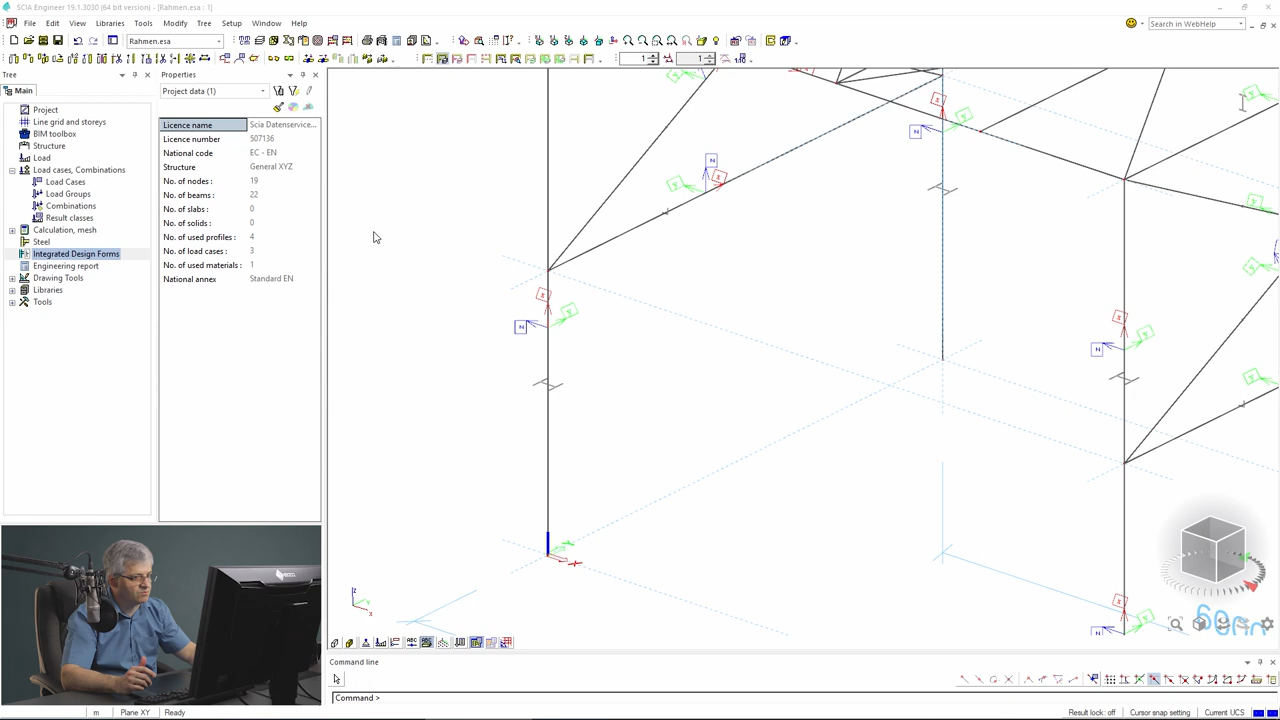 SCIA Engineer 19.1.3030 (64 bit version) - [Rahmen.esa : 1]
File Edit View Libraries Tools Modify Tree Setup Window Help
Search in WebHelp
Rahmen.esa
1 1
Tree
Properties
Main
Project data (1)
Project
Line grid and storeys
BIM toolbox
Structure
Load
Load cases, Combinations
Load Cases
Load Groups
Combinations
Result classes
Calculation, mesh
Steel
Integrated Design Forms
Engineering report
Drawing Tools
Libraries
Tools
Licence name Scia Datenservice...
Licence number 507136
National code EC - EN
Structure General XYZ
No. of nodes : 19
No. of beams : 22
No. of slabs : 0
No. of solids : 0
No. of used profiles : 4
No. of load cases : 3
No. of used materials : 1
National annex Standard EN
Command line
Command >
m Plane XY Ready
Result lock: off Cursor snap setting Current UCS